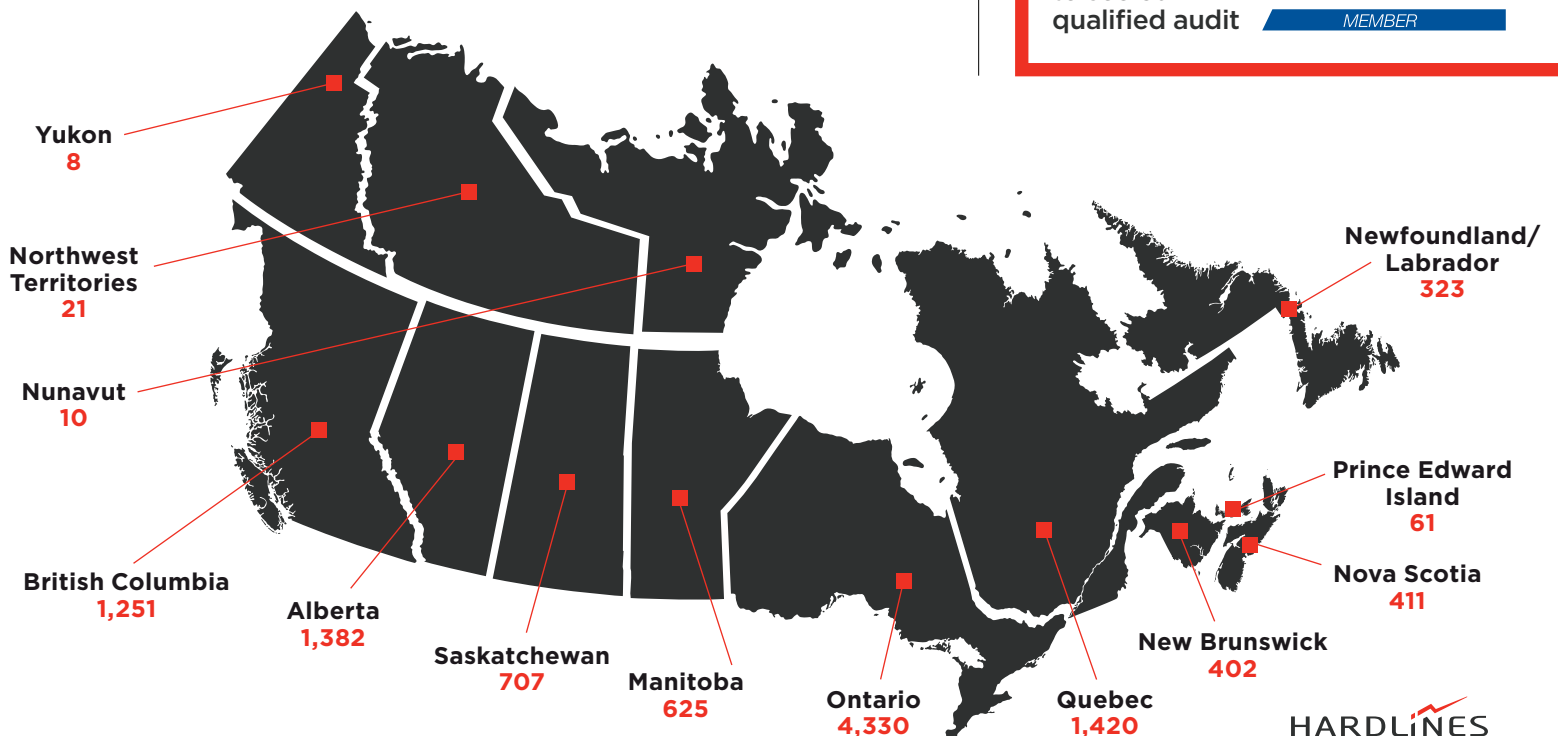 qualified audit
MEMBER
Yukon
8
Northwest
Territories
21
Nunavut
10
British Columbia
1,251
Alberta
1,382
Saskatchewan
707
Manitoba
625
Ontario
4,330
Quebec
1,420
New Brunswick
402
Nova Scotia
411
Prince Edward
Island
61
Newfoundland/
Labrador
323
HARDLINES